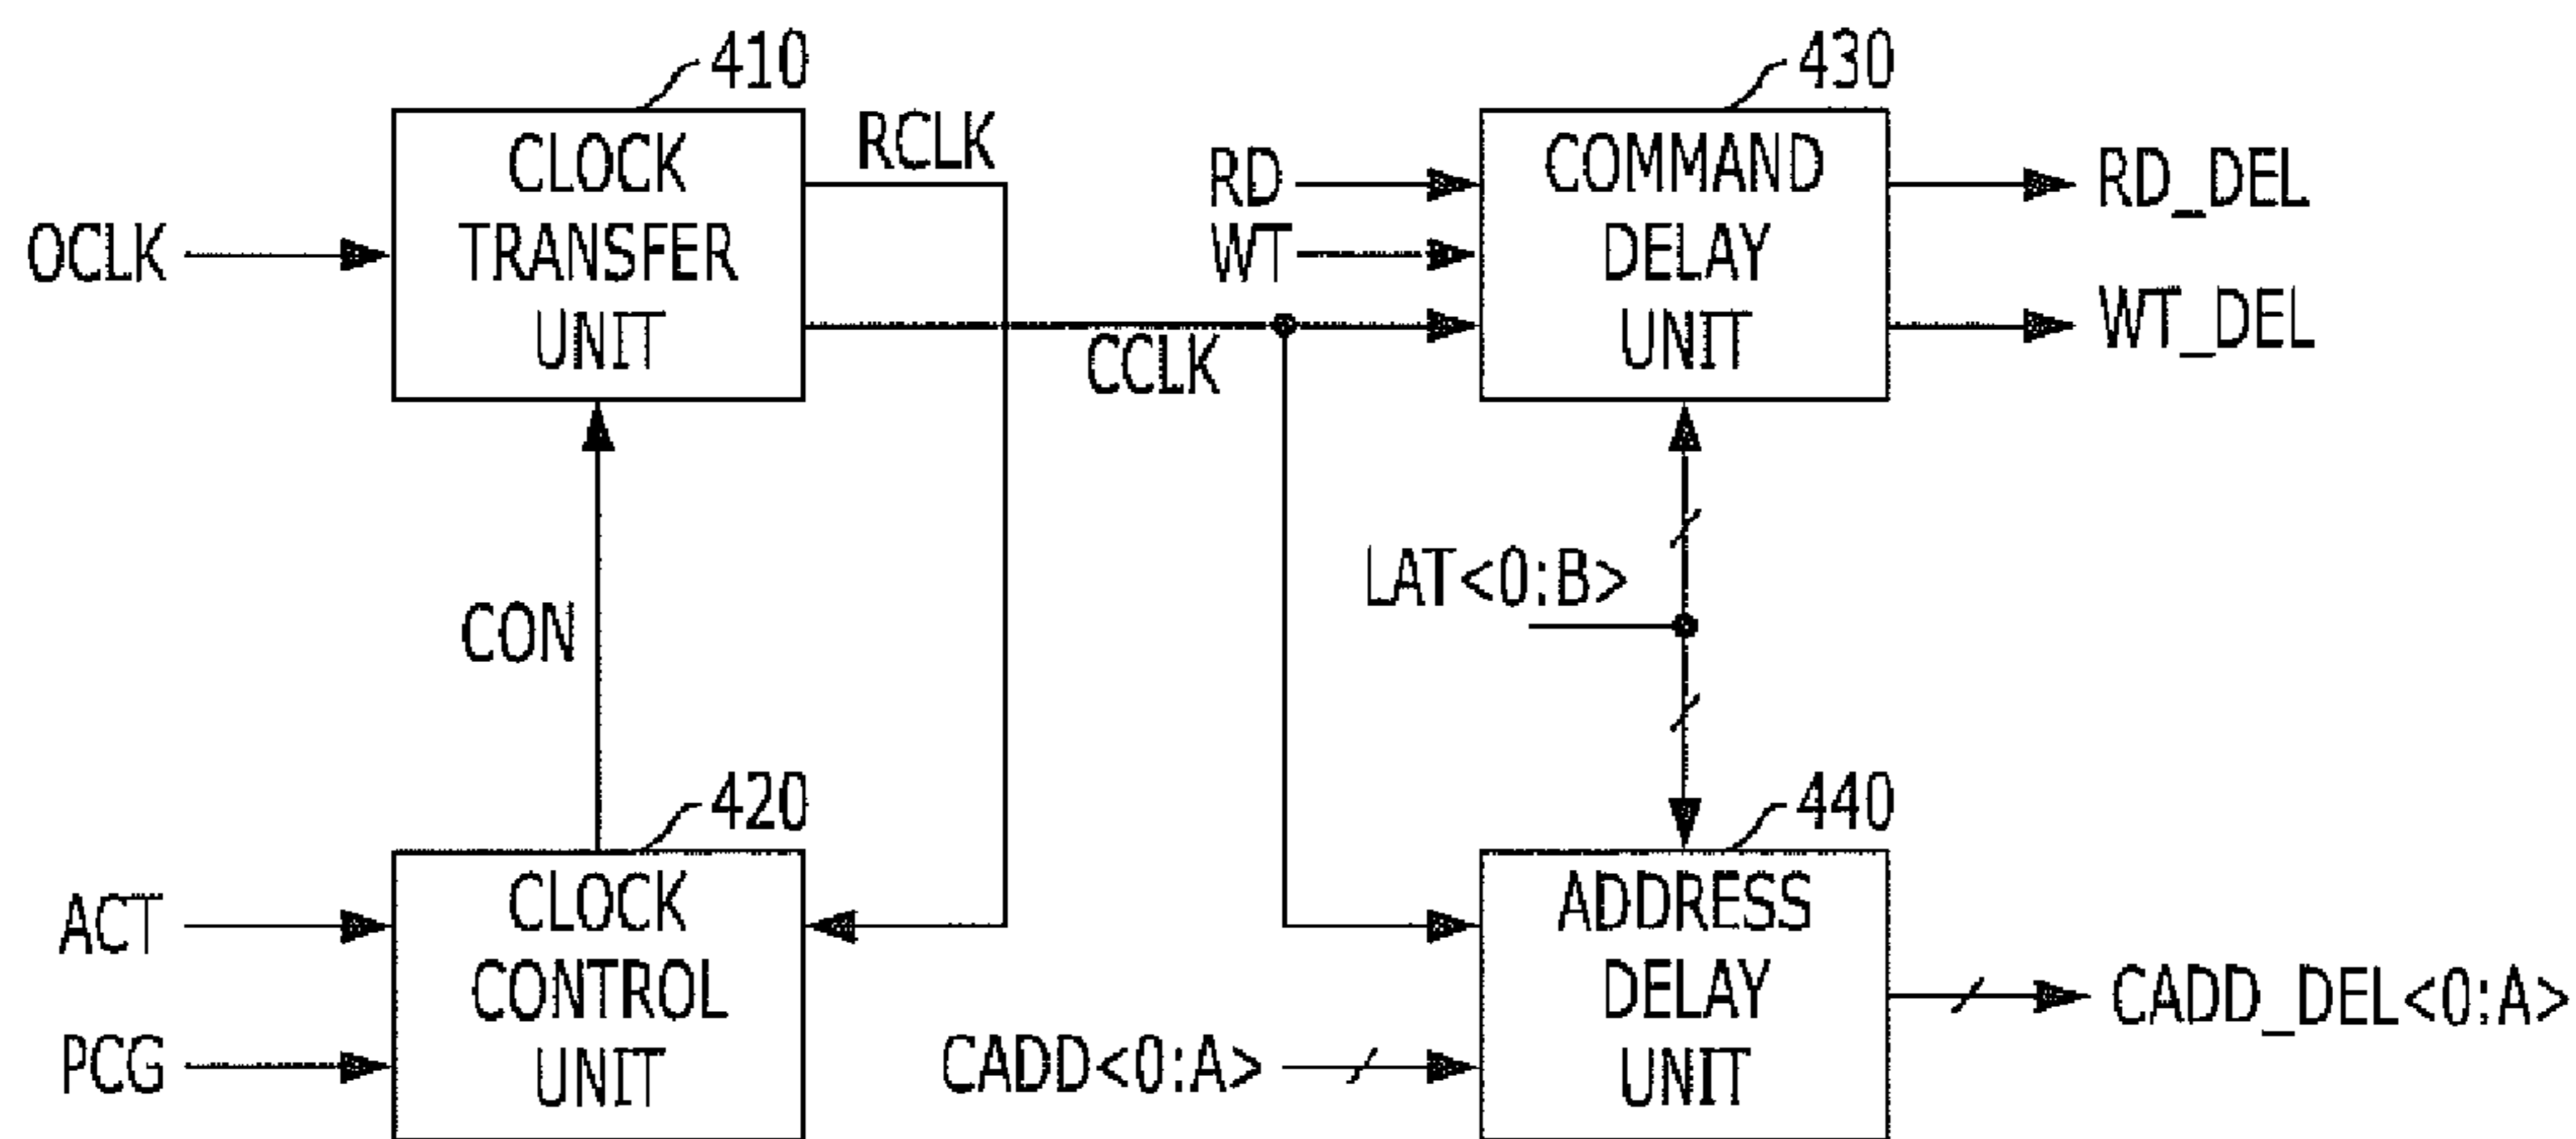 410
CLOCK
TRANSFER
UNIT
OCLK
RCLK
CCLK
CON
420
CLOCK
CONTROL
UNIT
ACT
PCG
430
COMMAND
DELAY
UNIT
RD
WT
RD_DEL
WT_DEL
LAT<0:B>
440
ADDRESS
DELAY
UNIT
CADD<0:A>
CADD_DEL<0:A>